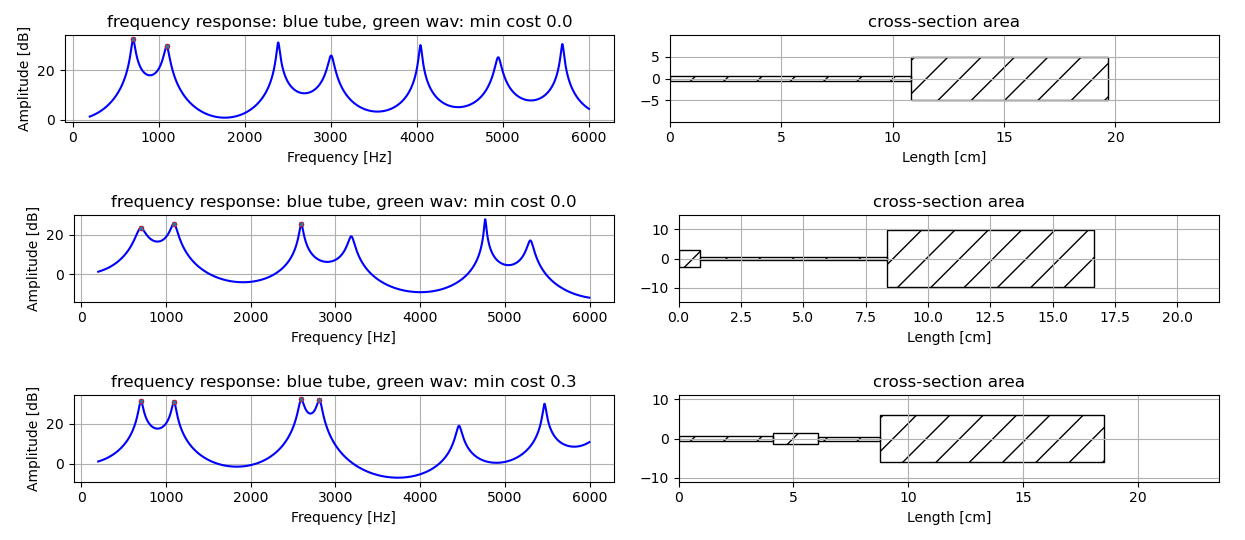 frequency response: blue tube, green wav: min cost 0.0
cross-section area
Amplitude [dB]
20
0
0 1000 2000 3000 4000 5000 6000
Frequency [Hz]
5
0
−5
0 5 10 15 20
Length [cm]
frequency response: blue tube, green wav: min cost 0.0
cross-section area
Amplitude [dB]
20
0
0 1000 2000 3000 4000 5000 6000
Frequency [Hz]
10
0
−10
0.0 2.5 5.0 7.5 10.0 12.5 15.0 17.5 20.0
Length [cm]
frequency response: blue tube, green wav: min cost 0.3
cross-section area
Amplitude [dB]
20
0
0 1000 2000 3000 4000 5000 6000
Frequency [Hz]
10
0
−10
0 5 10 15 20
Length [cm]